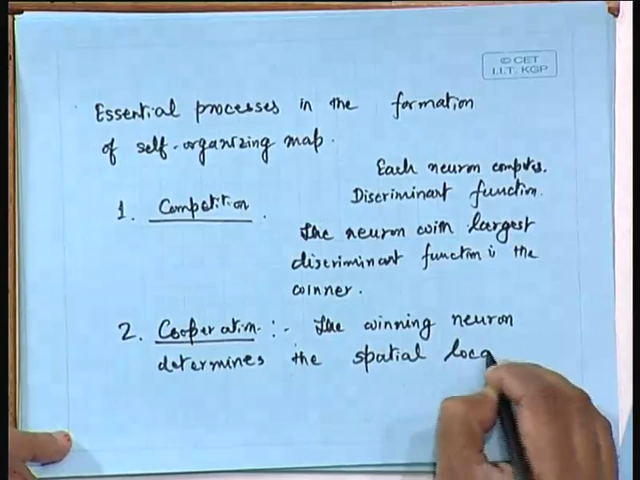 © CET
I.I.T. KGP
Essential processes in the formation
of self-organizing map.
Each neuron computes.
Discriminant function.
1. Competition.
The neuron with largest
discriminant function is the
winner.
2. Cooperation :- The winning neuron
determines the spatial loca